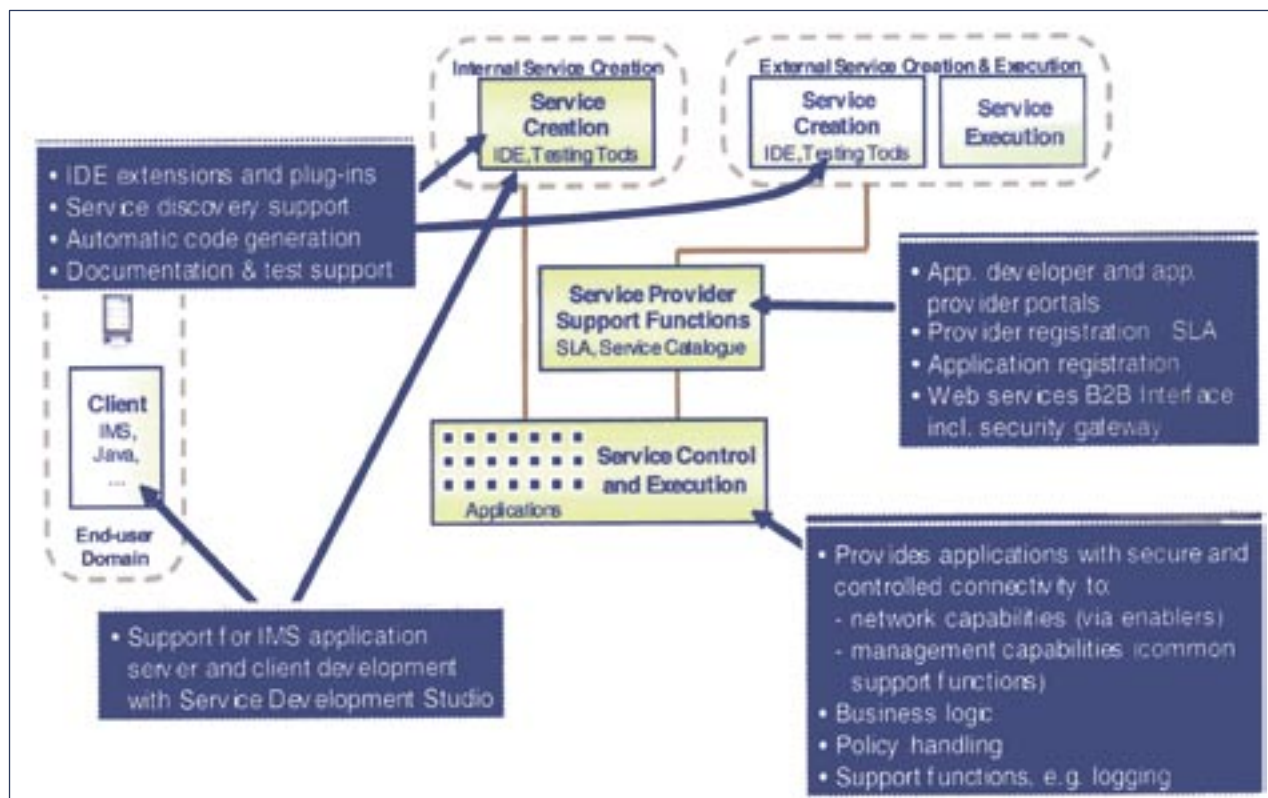 Internal Service Creation
Service
Creation
IDE, Testing Tools
External Service Creation & Execution
Service
Creation
IDE, Testing Tools
Service
Execution
• IDE extensions and plug-ins
• Service discovery support
• Automatic code generation
• Documentation & test support
Service Provider
Support Functions
SLA, Service Catalogue
• App. developer and app.
provider portals
• Provider registration SLA
• Application registration
• Web services B2B Interface
incl. security gateway
Client
IMS,
Java,
...
End-user
Domain
Service Control
and Execution
Applications
• Support for IMS application
server and client development
with Service Development Studio
• Provides applications with secure and
controlled connectivity to:
- network capabilities (via enablers)
- management capabilities (common
support functions)
• Business logic
• Policy handling
• Support functions, e.g. logging